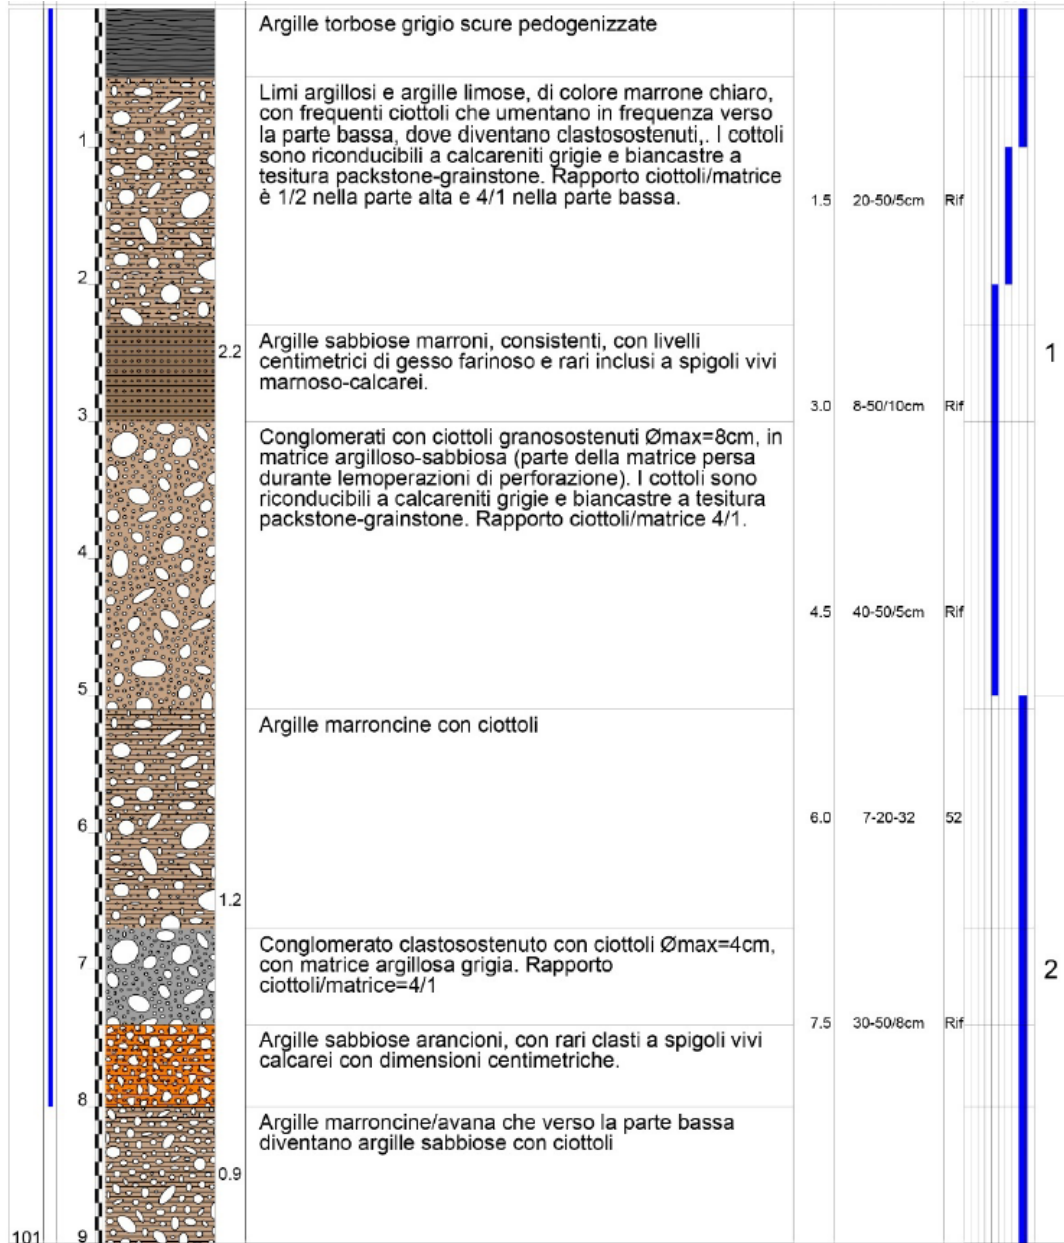 Argille torbose grigio scure pedogenizzate
Limi argillosi e argille limose, di colore marrone chiaro,
con frequenti ciottoli che umentano in frequenza verso
la parte bassa, dove diventano clastosostenuti,. I cottoli
sono riconducibili a calcareniti grigie e biancastre a
tesitura packstone-grainstone. Rapporto ciottoli/matrice
è 1/2 nella parte alta e 4/1 nella parte bassa.
1
1.5 20-50/5cm Rif
2
Argille sabbiose marroni, consistenti, con livelli
centimetrici di gesso farinoso e rari inclusi a spigoli vivi
marnoso-calcarei.
2.2
1
3
3.0 8-50/10cm Rif
Conglomerati con ciottoli granosostenuti Ømax=8cm, in
matrice argilloso-sabbiosa (parte della matrice persa
durante lemoperazioni di perforazione). I cottoli sono
riconducibili a calcareniti grigie e biancastre a tesitura
packstone-grainstone. Rapporto ciottoli/matrice 4/1.
4
4.5 40-50/5cm Rif
5
Argille marroncine con ciottoli
6
6.0 7-20-32 52
1.2
Conglomerato clastosostenuto con ciottoli Ømax=4cm,
con matrice argillosa grigia. Rapporto
ciottoli/matrice=4/1
7
2
7.5 30-50/8cm Rif
Argille sabbiose arancioni, con rari clasti a spigoli vivi
calcarei con dimensioni centimetriche.
8
Argille marroncine/avana che verso la parte bassa
diventano argille sabbiose con ciottoli
0.9
101 9